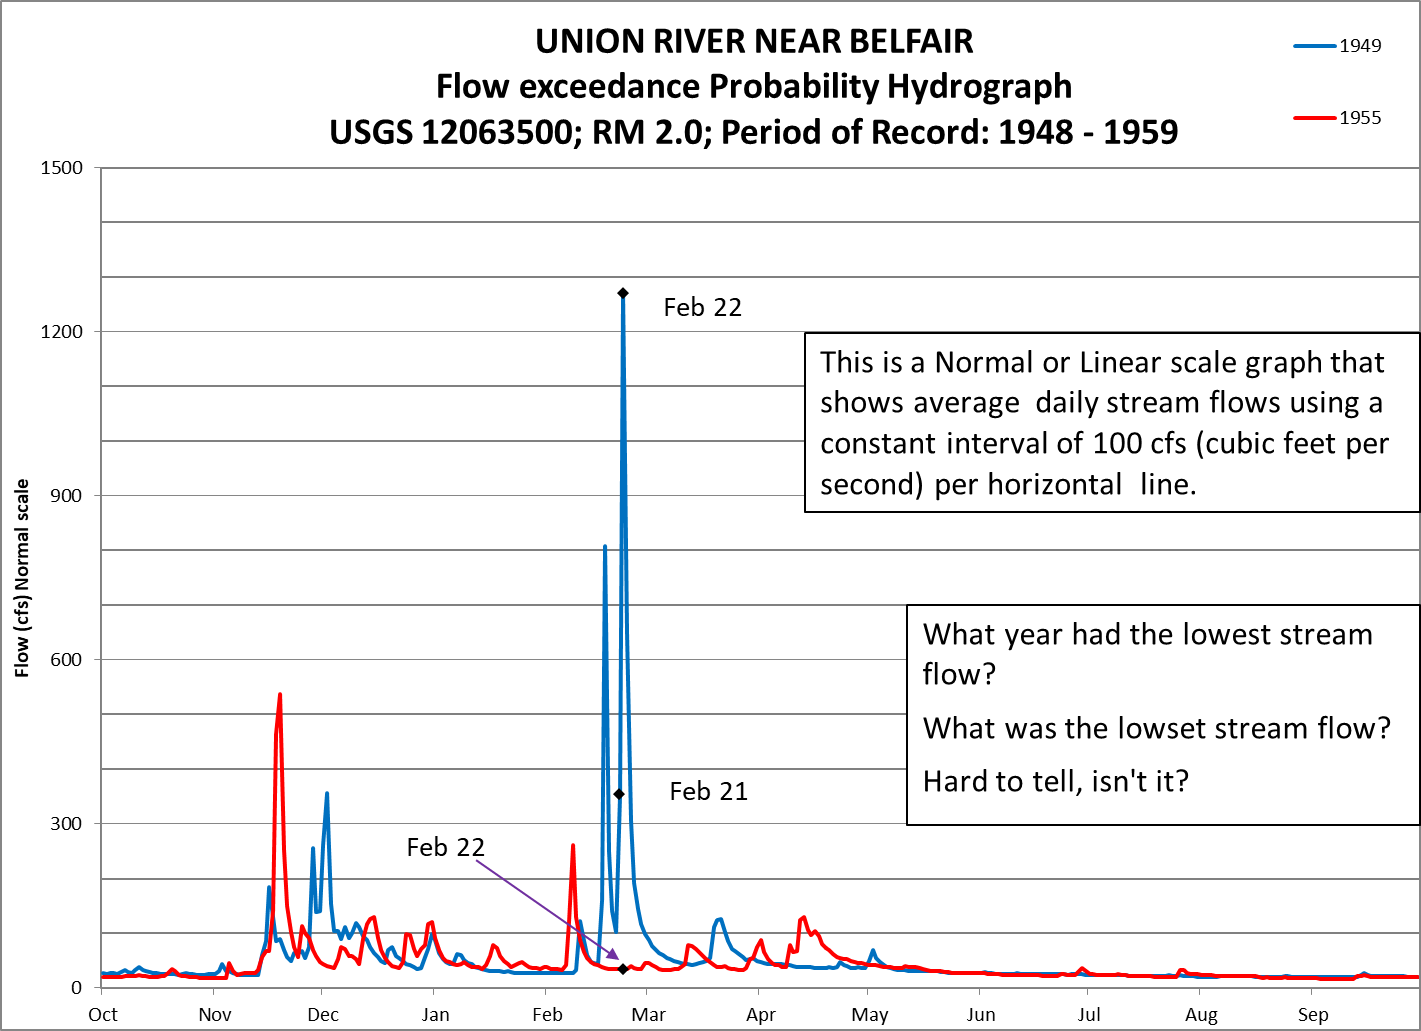 UNION RIVER NEAR BELFAIR
Flow exceedance Probability Hydrograph
USGS 12063500; RM 2.0; Period of Record: 1948 - 1959
1949
1955
1500
1200
900
600
300
0
Flow (cfs) Normal scale
Feb 22
This is a Normal or Linear scale graph that
shows average daily stream flows using a
constant interval of 100 cfs (cubic feet per
second) per horizontal line.
What year had the lowest stream
flow?
What was the lowset stream flow?
Hard to tell, isn't it?
Feb 21
Feb 22
Oct Nov Dec Jan Feb Mar Apr May Jun Jul Aug Sep